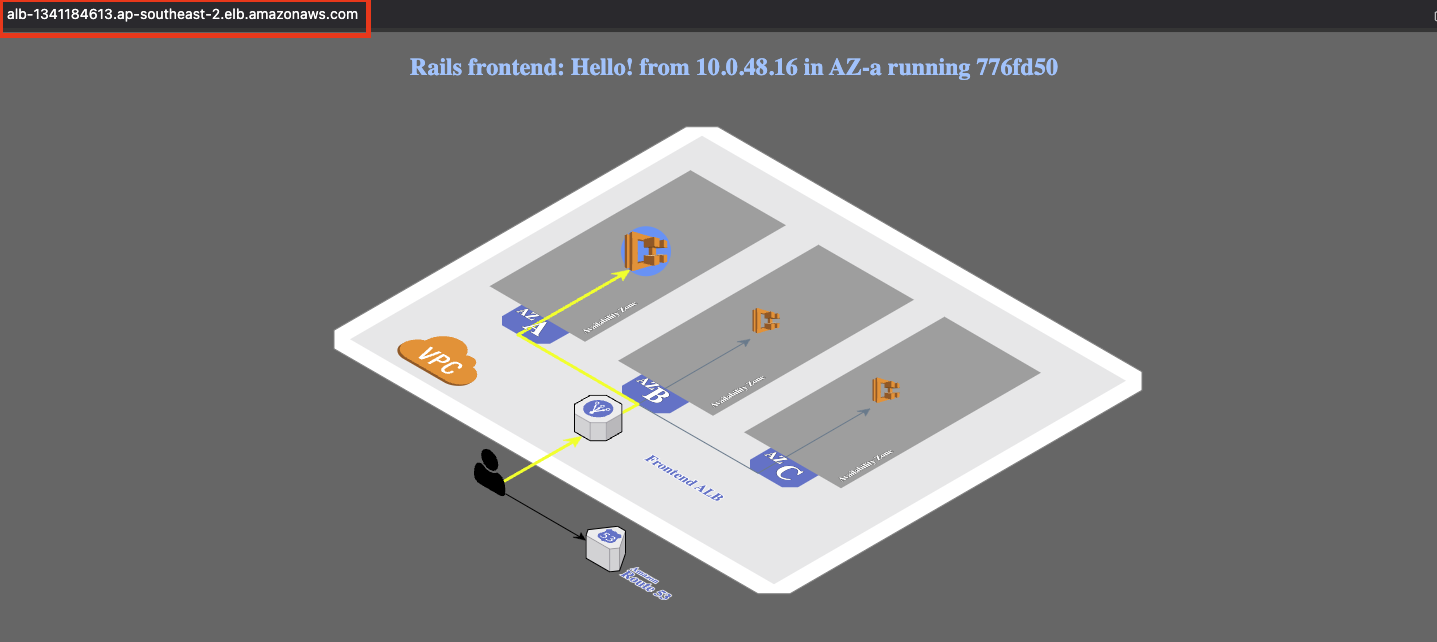 alb-1341184613.ap-southeast-2.elb.amazonaws.com
Rails frontend: Hello! from 10.0.48.16 in AZ-a running 776fd50
Availability Zone
AZ A
VPC
Availability Zone
AZ B
Availability Zone
AZ C
Frontend ALB
53
Amazon
Route 53